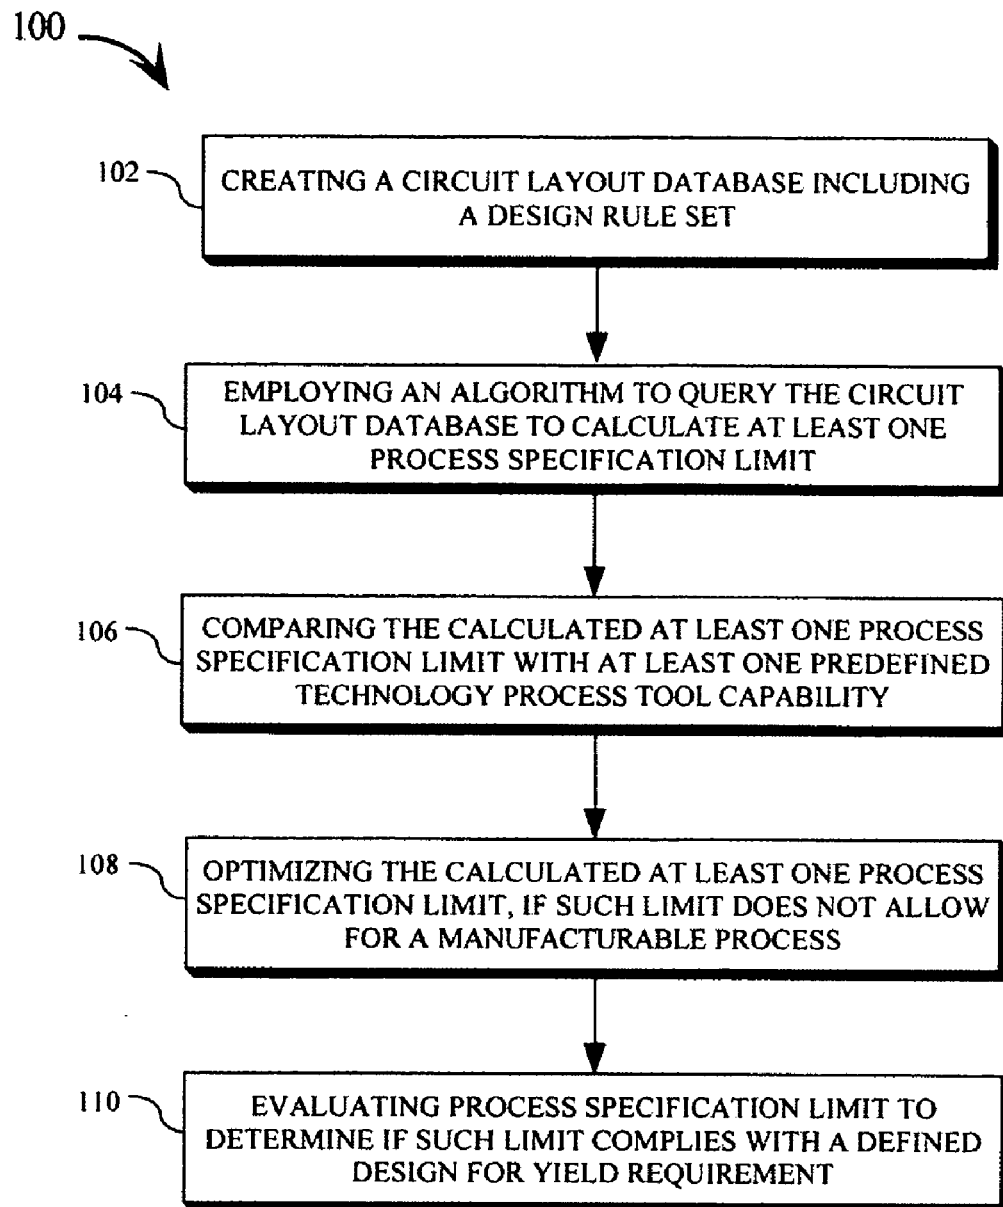 100
102
CREATING A CIRCUIT LAYOUT DATABASE INCLUDING
A DESIGN RULE SET
104
EMPLOYING AN ALGORITHM TO QUERY THE CIRCUIT
LAYOUT DATABASE TO CALCULATE AT LEAST ONE
PROCESS SPECIFICATION LIMIT
106
COMPARING THE CALCULATED AT LEAST ONE PROCESS
SPECIFICATION LIMIT WITH AT LEAST ONE PREDEFINED
TECHNOLOGY PROCESS TOOL CAPABILITY
108
OPTIMIZING THE CALCULATED AT LEAST ONE PROCESS
SPECIFICATION LIMIT, IF SUCH LIMIT DOES NOT ALLOW
FOR A MANUFACTURABLE PROCESS
110
EVALUATING PROCESS SPECIFICATION LIMIT TO
DETERMINE IF SUCH LIMIT COMPLIES WITH A DEFINED
DESIGN FOR YIELD REQUIREMENT